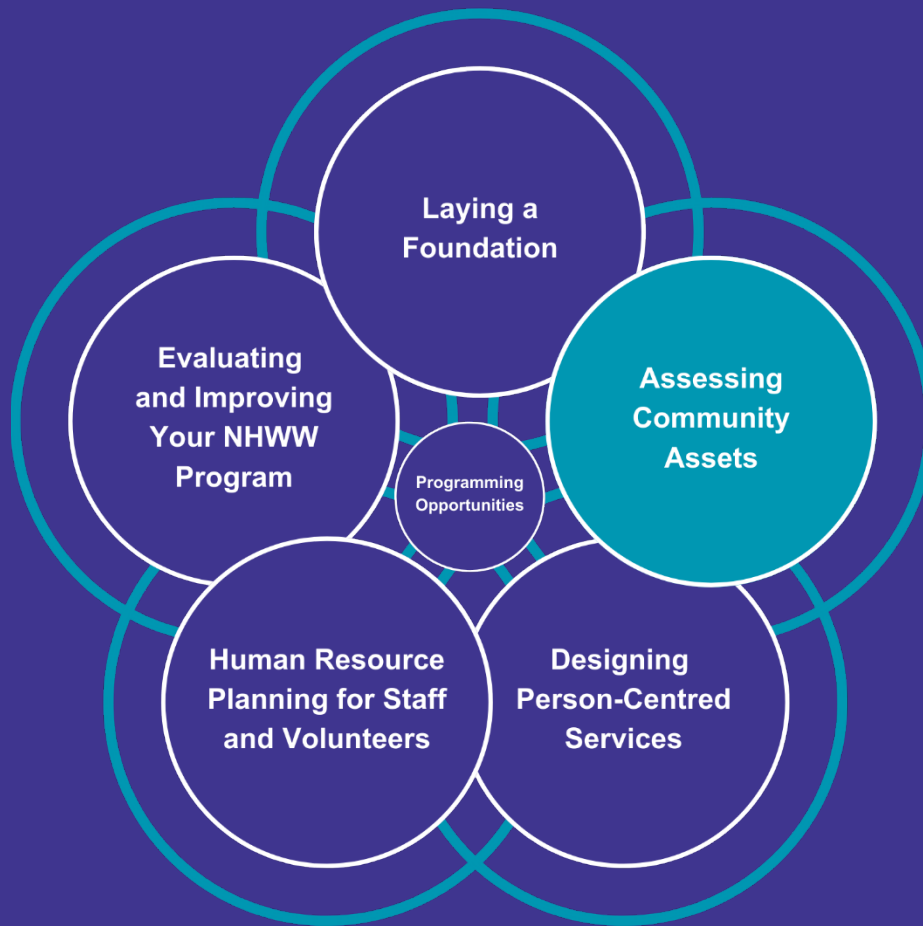 Laying a
Foundation
Assessing
Community
Assets
Designing
Person-Centred
Services
Human Resource
Planning for Staff
and Volunteers
Evaluating
and Improving
Your NHWW
Program
Programming
Opportunities